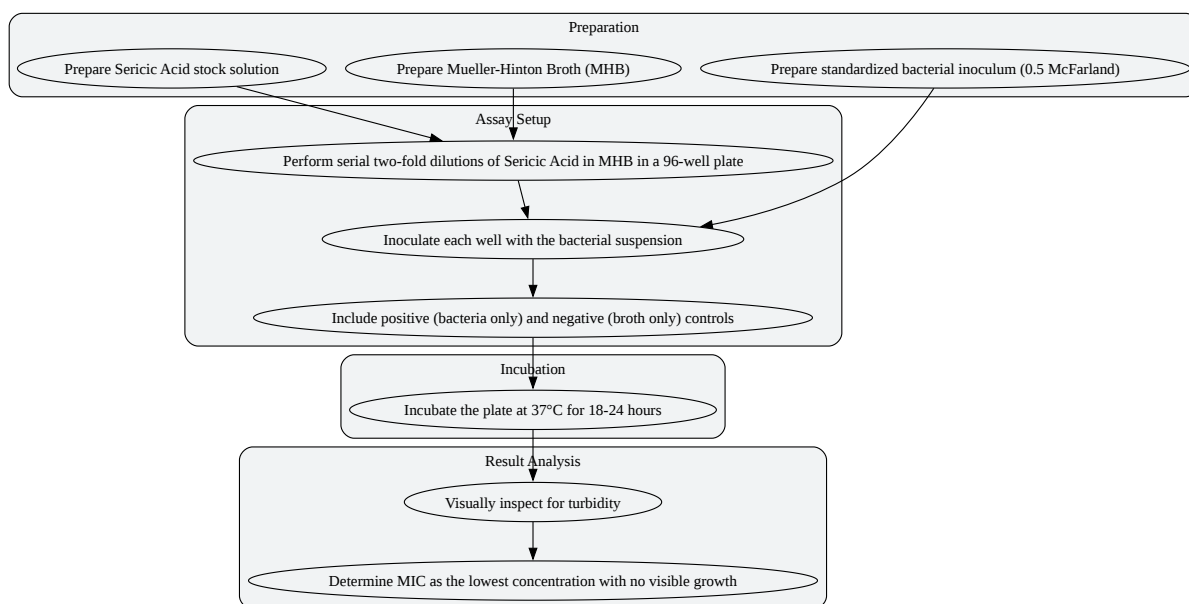 Preparation
Prepare Sericic Acid stock solution
Prepare Mueller-Hinton Broth (MHB)
Prepare standardized bacterial inoculum (0.5 McFarland)
Assay Setup
Perform serial two-fold dilutions of Sericic Acid in MHB in a 96-well plate
Inoculate each well with the bacterial suspension
Include positive (bacteria only) and negative (broth only) controls
Incubation
Incubate the plate at 37°C for 18-24 hours
Result Analysis
Visually inspect for turbidity
Determine MIC as the lowest concentration with no visible growth